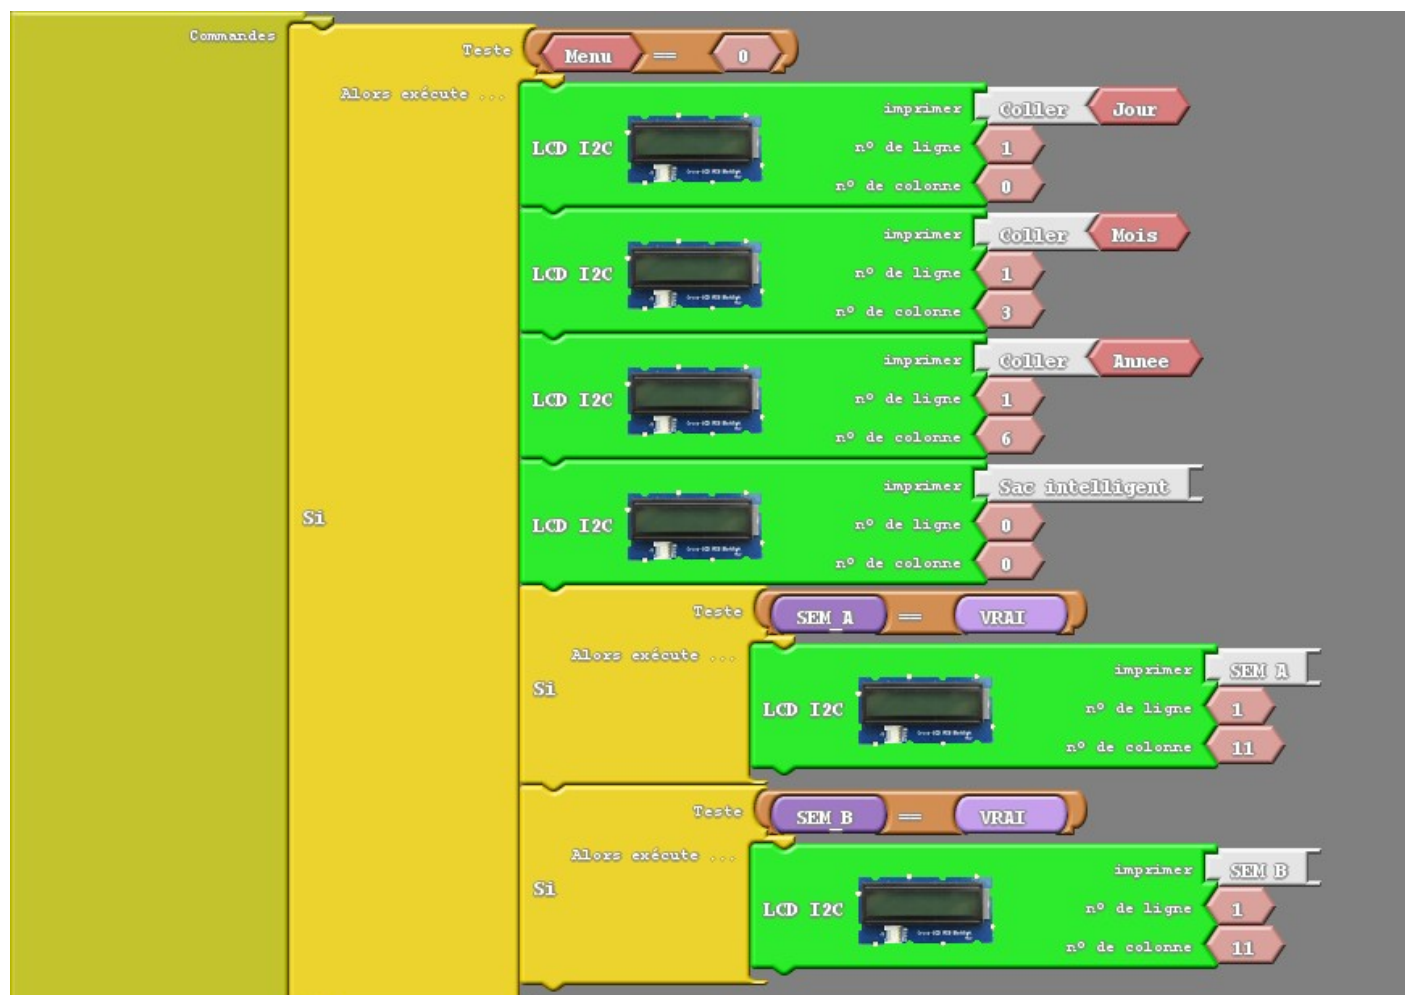 Commandes
Teste Menu == 0
Alors exécute ...
imprimer Coller Jour
LCD I2C n° de ligne 1
n° de colonne 0
imprimer Coller Mois
LCD I2C n° de ligne 1
n° de colonne 3
imprimer Coller Annee
LCD I2C n° de ligne 1
n° de colonne 6
imprimer Sac intelligent
Si LCD I2C n° de ligne 0
n° de colonne 0
Teste SEM_A == VRAI
Alors exécute ...
imprimer SEM A
Si LCD I2C n° de ligne 1
n° de colonne 11
Teste SEM_B == VRAI
Alors exécute ...
imprimer SEM B
Si LCD I2C n° de ligne 1
n° de colonne 11